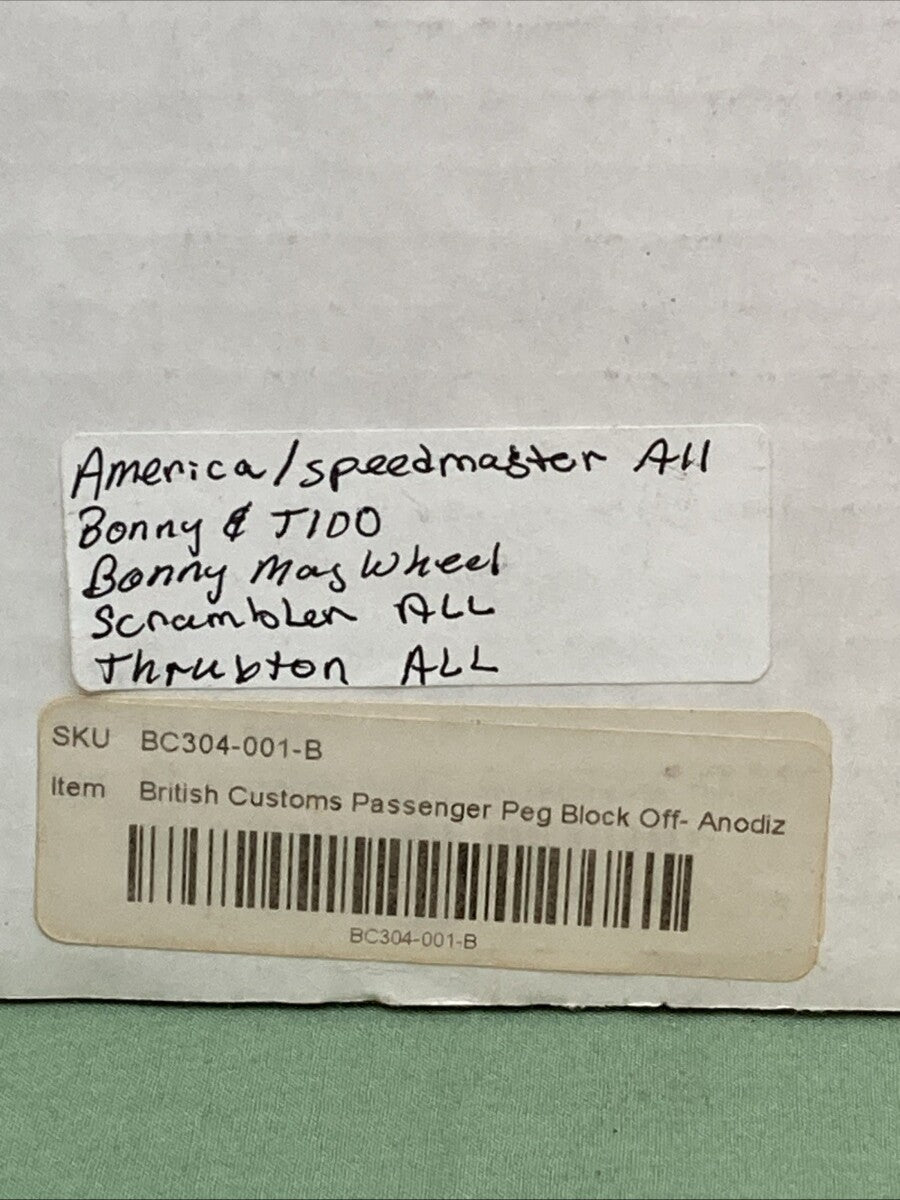 America/speedmaster All
Bonny & T100
Bonny Mag Wheel
Scrambler ALL
Thruxton ALL
SKU BC304-001-B
Item British Customs Passenger Peg Block Off- Anodiz
BC304-001-B